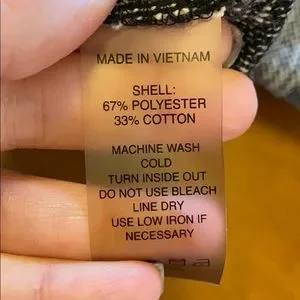 MADE IN VIETNAM
SHELL:
67% POLYESTER
33% COTTON
MACHINE WASH
COLD
TURN INSIDE OUT
DO NOT USE BLEACH
LINE DRY
USE LOW IRON IF
NECESSARY